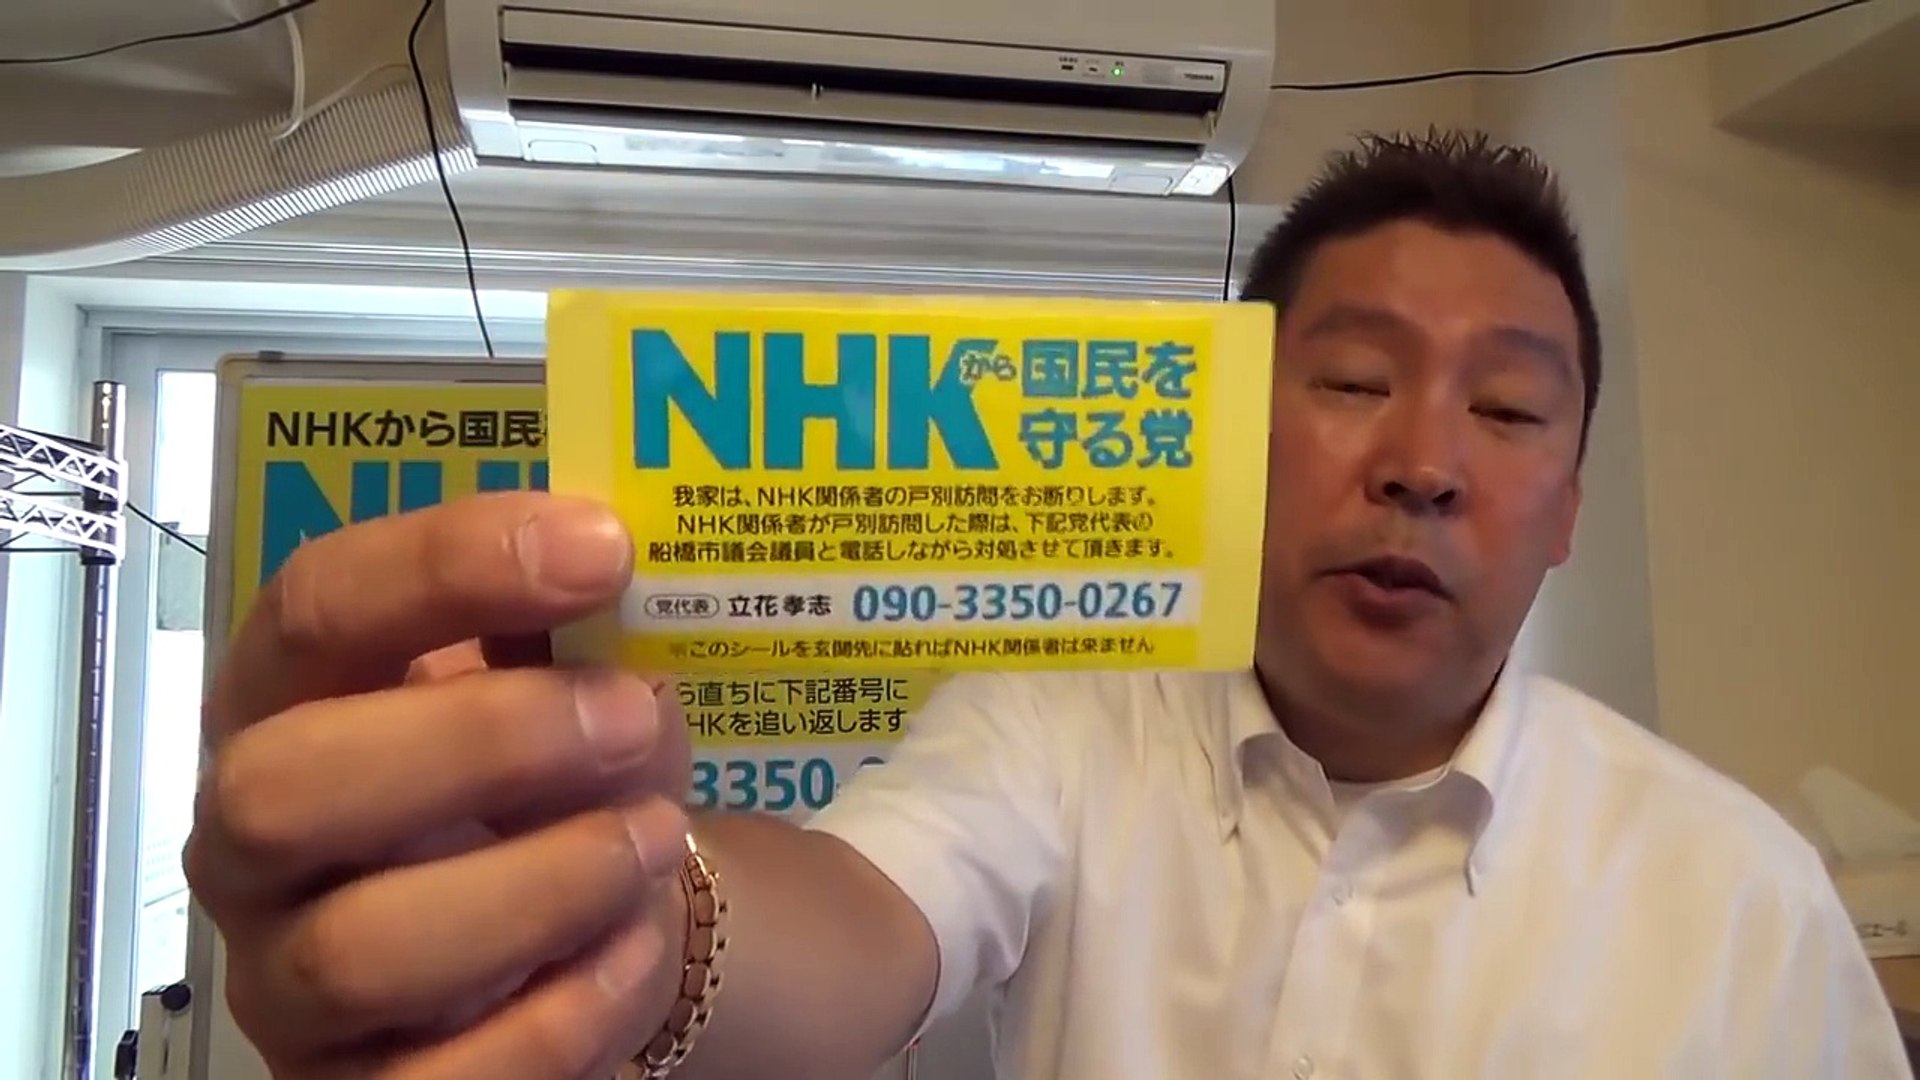 NHKから国民を
守る党
我家は、NHK関係者の戸別訪問をお断りします。
NHK関係者が戸別訪問した際は、下記党代表の
船橋市議会議員と電話しながら対処させて頂きます。
党代表 立花孝志 090-3350-0267
※このシールを玄関先に貼ればNHK関係者は来ません
NHKから国民
NH
ら直ちに下記番号に
HKを追い返します
3350-
TOSHIBA